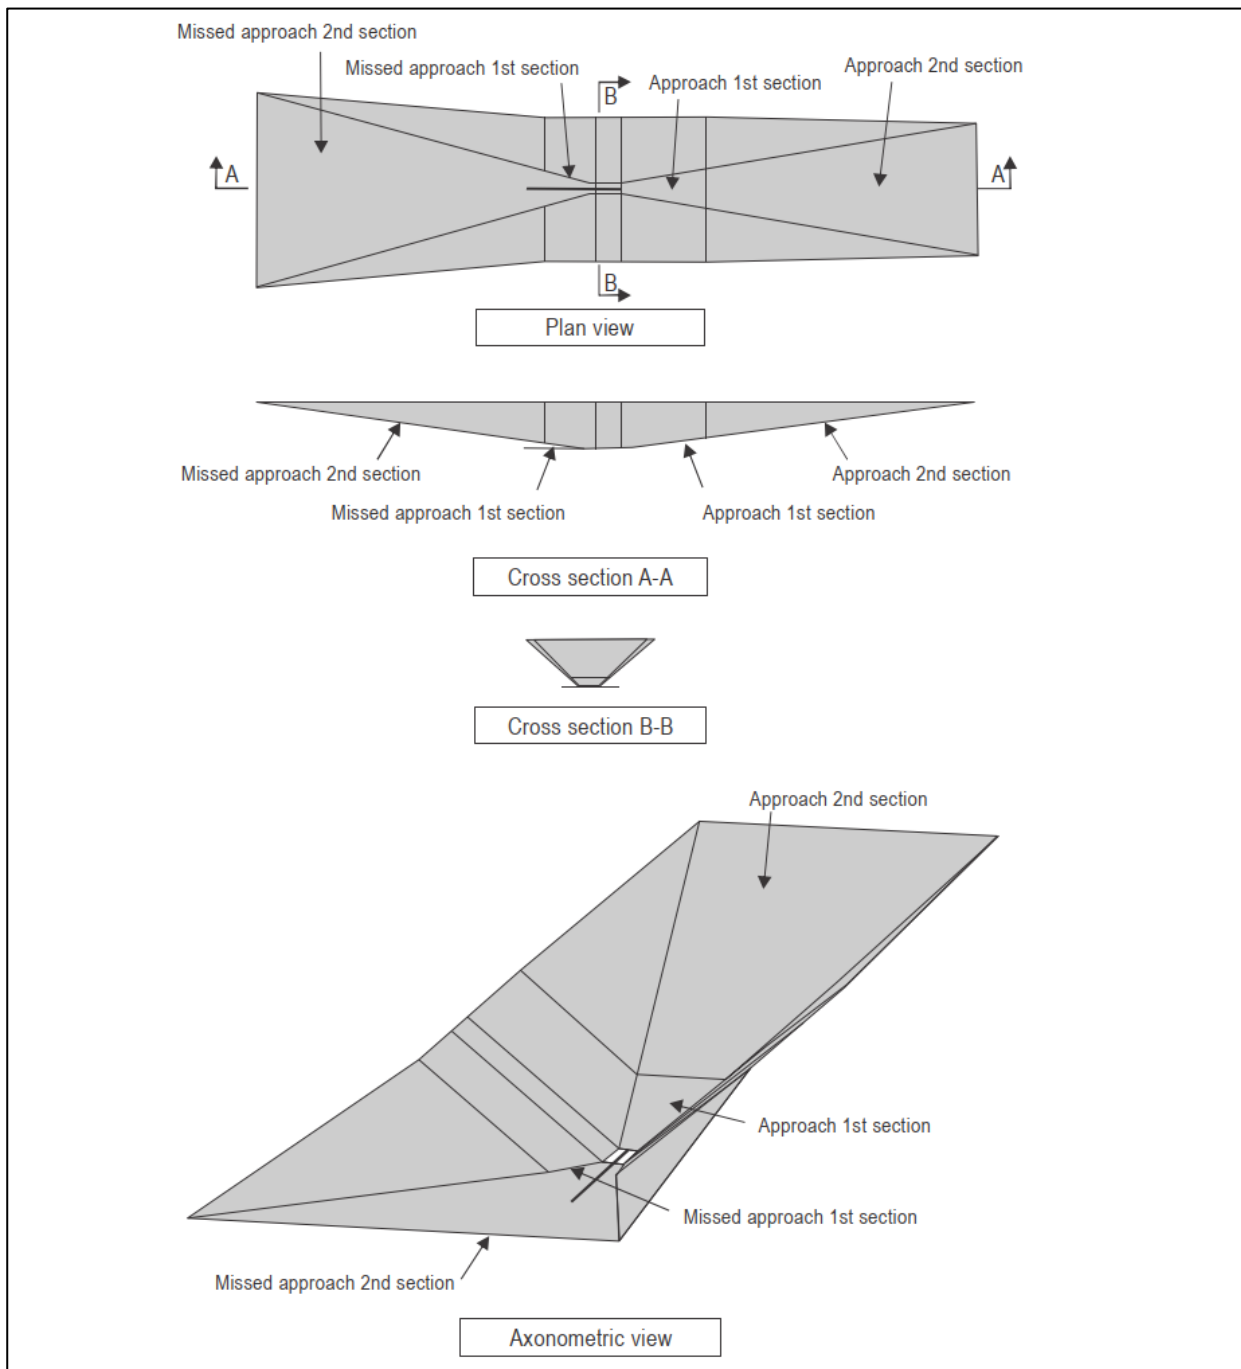 Missed approach 2nd section
Missed approach 1st section
Approach 2nd section
B
Approach 1st section
A
A
B
Plan view
Missed approach 2nd section
Approach 2nd section
Missed approach 1st section
Approach 1st section
Cross section A-A
Cross section B-B
Approach 2nd section
Approach 1st section
Missed approach 1st section
Missed approach 2nd section
Axonometric view